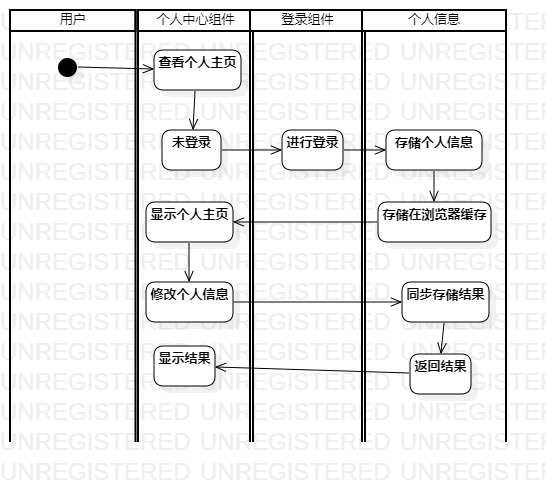 用户 个人中心组件 登录组件 个人信息
查看个人主页
未登录 进行登录 存储个人信息
显示个人主页 存储在浏览器缓存
修改个人信息 同步存储结果
显示结果 返回结果
UNREGISTERED